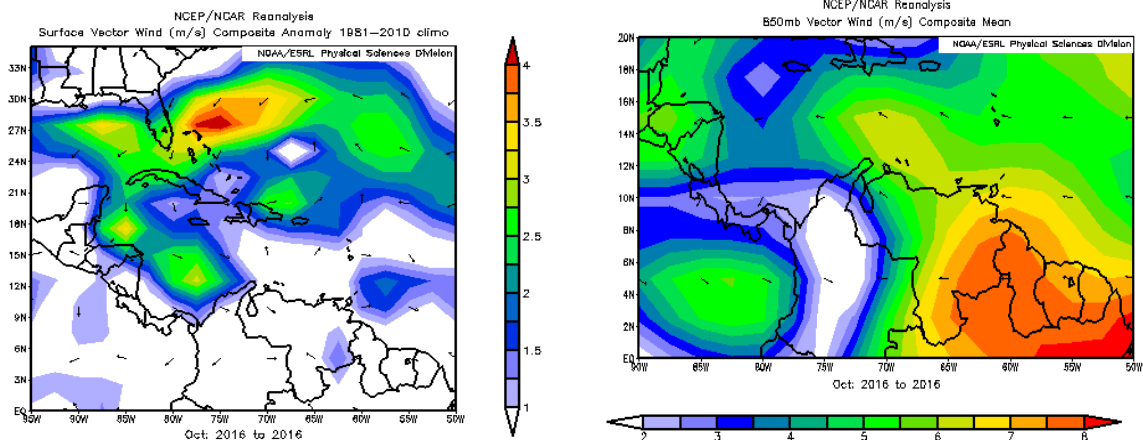 NCEP/NCAR Reanalysis
Surface Vector Wind (m/s) Composite Anomaly 1981-2010 climo
NOAA/ESRL Physical Sciences Division
33N
30N
27N
24N
21N
18N
15N
12N
9N
6N
3N
EQ
95W 90W 85W 80W 75W 70W 65W 60W 55W 50W
Oct: 2016 to 2016
4
3.5
3
2.5
2
1.5
1
NCEP/NCAR Reanalysis
850mb Vector Wind (m/s) Composite Mean
NOAA/ESRL Physical Sciences Division
20N
18N
16N
14N
12N
10N
8N
6N
4N
2N
EQ
90W 85W 80W 75W 70W 65W 60W 55W 50W
Oct: 2016 to 2016
2 3 4 5 6 7 8